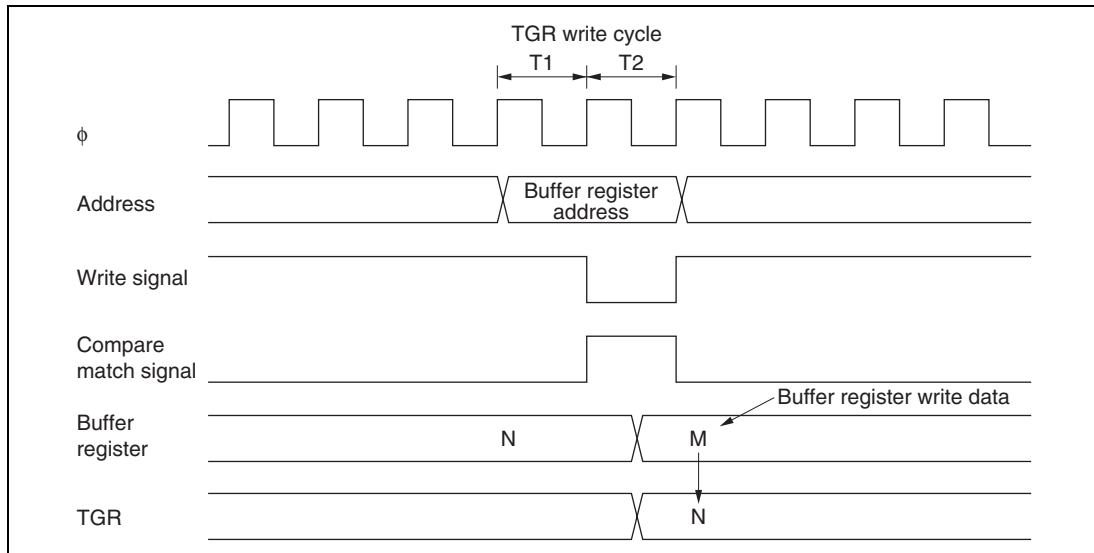 TGR write cycle
T1 T2
ϕ
Address
Buffer register
address
Write signal
Compare
match signal
Buffer register write data
Buffer
register
N M
TGR
N